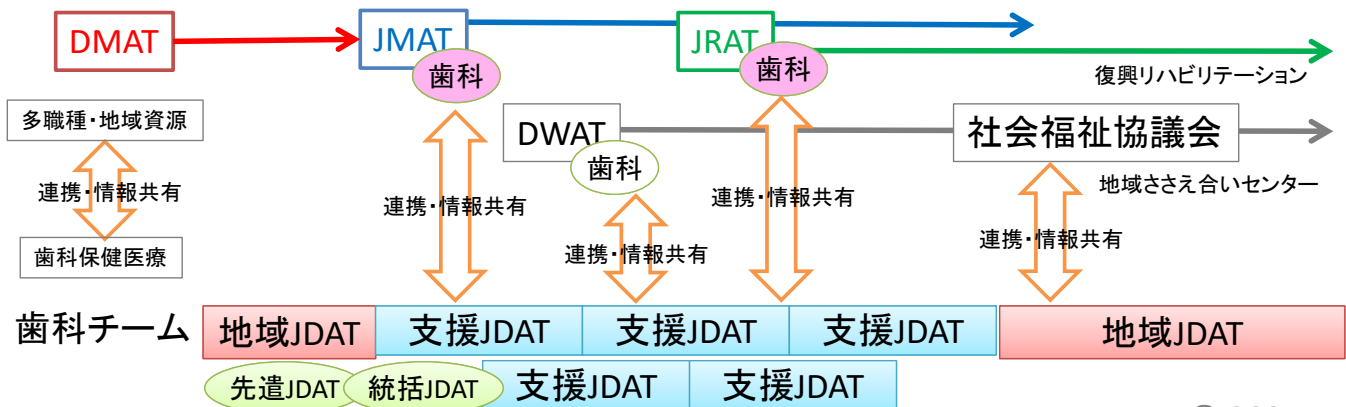 DMAT
JMAT
歯科
JRAT
歯科
復興リハビリテーション
多職種・地域資源
連携・情報共有
歯科保健医療
DWAT
歯科
社会福祉協議会
地域ささえ合いセンター
連携・情報共有
連携・情報共有
連携・情報共有
連携・情報共有
歯科チーム
地域JDAT
支援JDAT
支援JDAT
支援JDAT
地域JDAT
先遣JDAT
統括JDAT
支援JDAT
支援JDAT